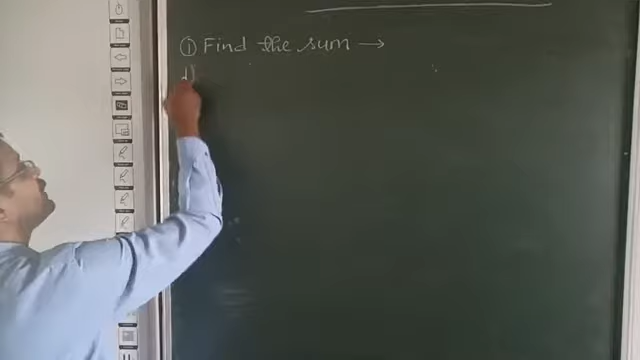 ① Find the sum →
1)